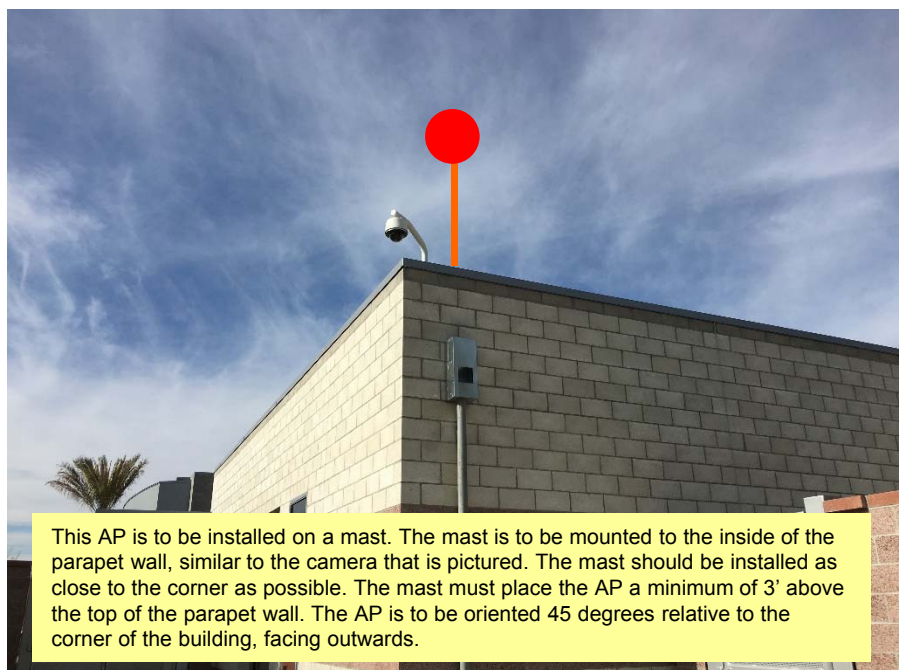 This AP is to be installed on a mast. The mast is to be mounted to the inside of the
parapet wall, similar to the camera that is pictured. The mast should be installed as
close to the corner as possible. The mast must place the AP a minimum of 3’ above
the top of the parapet wall. The AP is to be oriented 45 degrees relative to the
corner of the building, facing outwards.